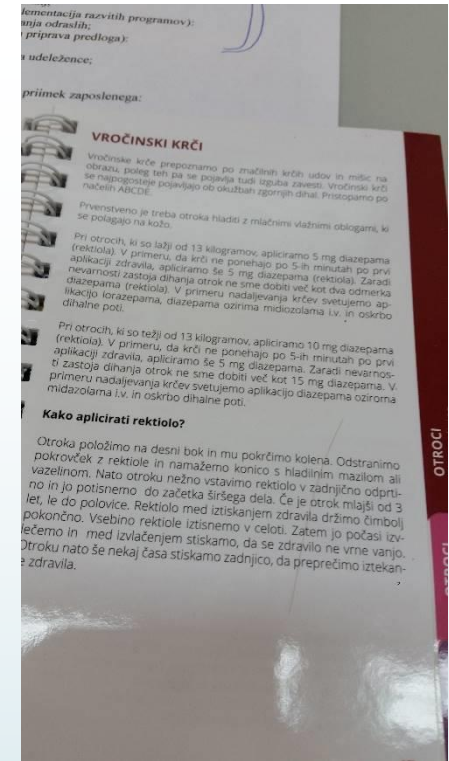 lementacija razvitih programov):
anja odraslih;
priprava predloga):
udeležence;
priimek zaposlenega:
VROČINSKI KRČI
Vročinske krče prepoznamo po značilnih krčih udov in mišic na
obrazu, poleg teh pa se pojavlja tudi izguba zavesti. Vročinski krči
se najpogosteje pojavljajo ob okužbah zgornjih dihal. Pristopamo po
načelih ABCDE.
Prvenstveno je treba otroka hladiti z mlačnimi vlažnimi oblogami, ki
se polagajo na kožo.
Pri otrocih, ki so lažji od 13 kilogramov, apliciramo 5 mg diazepama
(rektiola). V primeru, da krči ne ponehajo po 5-ih minutah po prvi
aplikaciji zdravila, apliciramo še 5 mg diazepama (rektiola). Zaradi
nevarnosti zastoja dihanja otrok ne sme dobiti več kot dva odmerka
diazepama (rektiola). V primeru nadaljevanja krčev svetujemo ap-
likacijo lorazepama, diazepama ozirima midiozolama i.v. in oskrbo
dihalne poti.
Pri otrocih, ki so težji od 13 kilogramov, apliciramo 10 mg diazepama
(rektiola). V primeru, da krči ne ponehajo po 5-ih minutah po prvi
aplikaciji zdravila, apliciramo še 5 mg diazepama. Zaradi nevarnos-
ti zastoja dihanja otrok ne sme dobiti več kot 15 mg diazepama. V
primeru nadaljevanja krčev svetujemo aplikacijo diazepama oziroma
midazolama i.v. in oskrbo dihalne poti.
Kako aplicirati rektiolo?
Otroka položimo na desni bok in mu pokrčimo kolena. Odstranimo
pokrovček z rektiole in namažemo konico s hladilnim mazilom ali
vazelinom. Nato otroku nežno vstavimo rektiolo v zadnjično odprti-
no in jo potisnemo do začetka širšega dela. Če je otrok mlajši od 3
let, le do polovice. Rektiolo med iztiskanjem zdravila držimo čimbolj
pokončno. Vsebino rektiole iztisnemo v celoti. Zatem jo počasi izv-
lečemo in med izvlačenjem stiskamo, da se zdravilo ne vrne vanjo.
Otroku nato še nekaj časa stiskamo zadnjico, da preprečimo iztekan-
e zdravila.
OTROCI
OTROCI